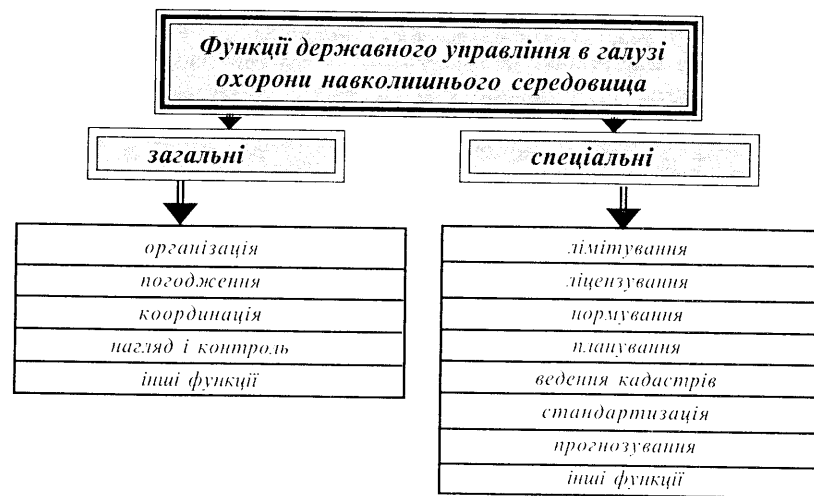 Функції державного управління в галузі
охорони навколишнього середовища
загальні
спеціальні
організація
погодження
координація
нагляд і контроль
інші функції
лімітування
ліцензування
нормування
планування
ведення кадастрів
стандартизація
прогнозування
інші функції